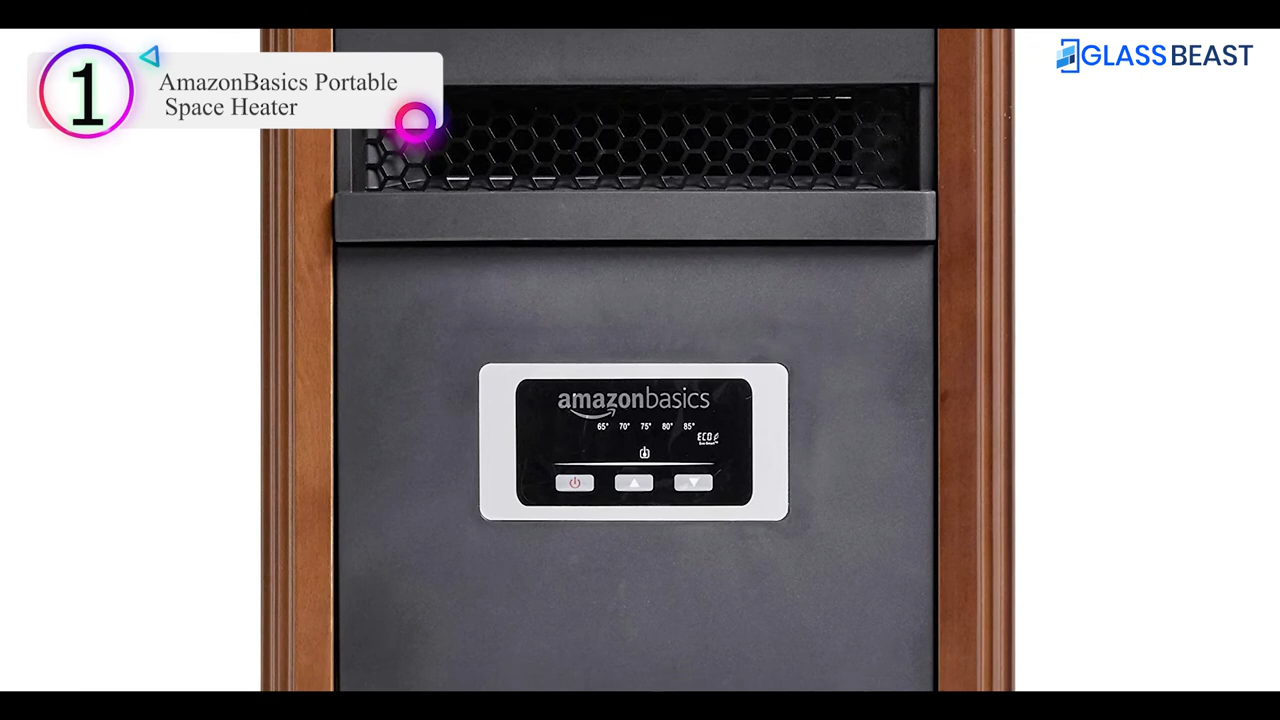 1
AmazonBasics Portable
Space Heater
GLASSBEAST
amazonbasics
65° 70° 75° 80° 85°
ECO